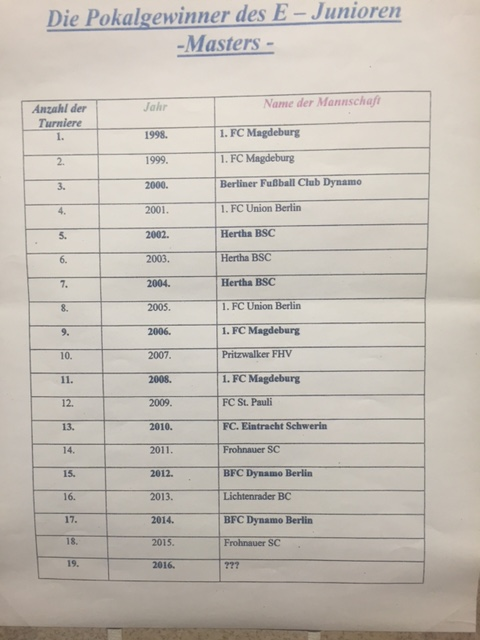 Die Pokalgewinner des E – Junioren
-Masters -
Anzahl der Turniere Jahr Name der Mannschaft
1. 1998. 1. FC Magdeburg
2. 1999. 1. FC Magdeburg
3. 2000. Berliner Fußball Club Dynamo
4. 2001. 1. FC Union Berlin
5. 2002. Hertha BSC
6. 2003. Hertha BSC
7. 2004. Hertha BSC
8. 2005. 1. FC Union Berlin
9. 2006. 1. FC Magdeburg
10. 2007. Pritzwalker FHV
11. 2008. 1. FC Magdeburg
12. 2009. FC St. Pauli
13. 2010. FC. Eintracht Schwerin
14. 2011. Frohnauer SC
15. 2012. BFC Dynamo Berlin
16. 2013. Lichtenrader BC
17. 2014. BFC Dynamo Berlin
18. 2015. Frohnauer SC
19. 2016. ???